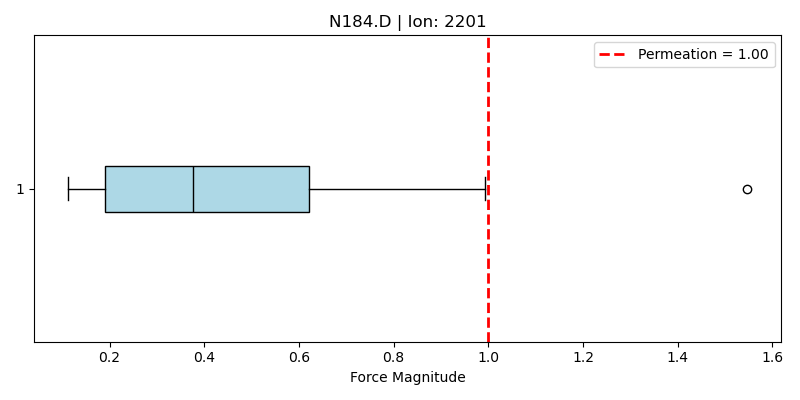 N184.D | Ion: 2201
Permeation = 1.00
1
0.2 0.4 0.6 0.8 1.0 1.2 1.4 1.6
Force Magnitude